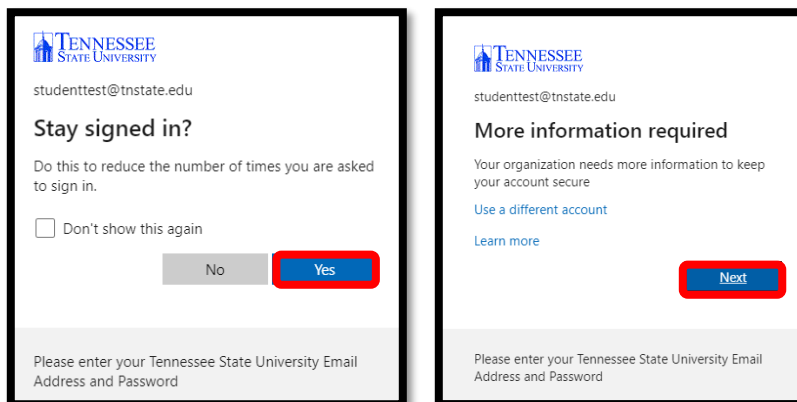 TENNESSEE
STATE UNIVERSITY
studenttest@tnstate.edu
Stay signed in?
Do this to reduce the number of times you are asked
to sign in.
Don't show this again
No
Yes
Please enter your Tennessee State University Email
Address and Password
TENNESSEE
STATE UNIVERSITY
studenttest@tnstate.edu
More information required
Your organization needs more information to keep
your account secure
Use a different account
Learn more
Next
Please enter your Tennessee State University Email
Address and Password